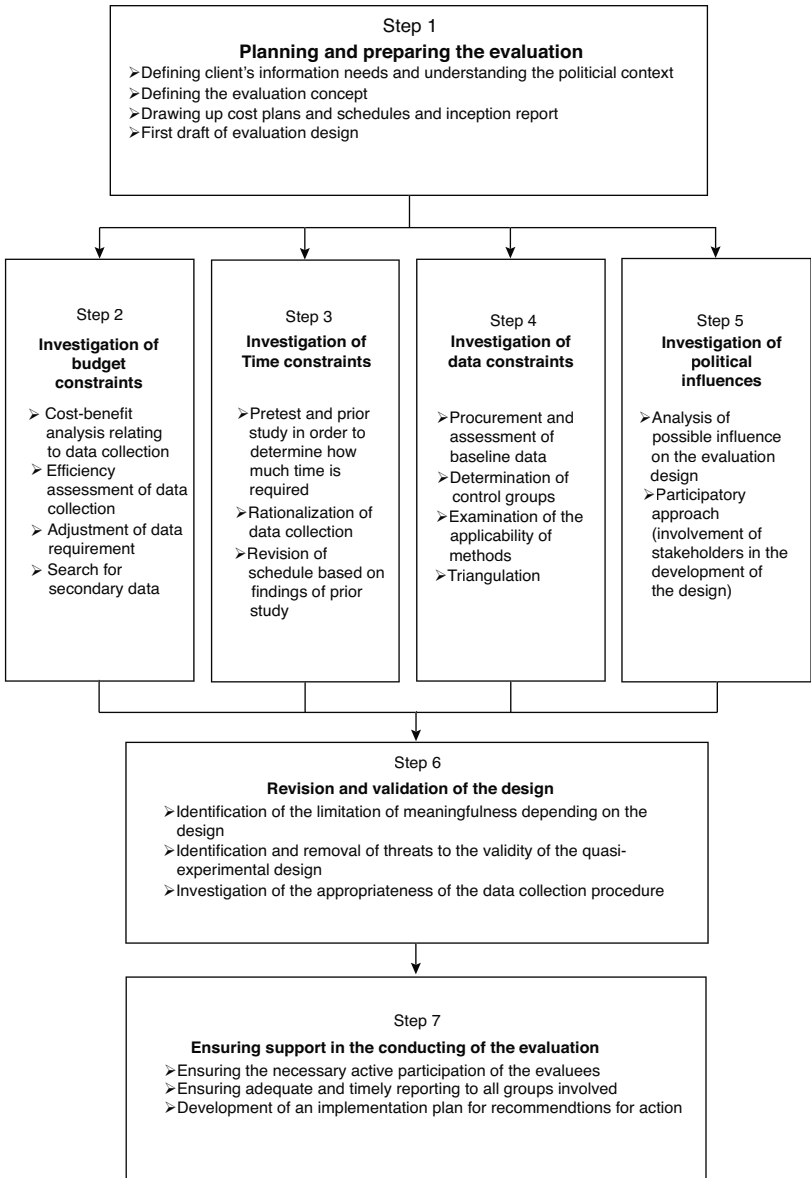 Step 1
Planning and preparing the evaluation
➢Defining client's information needs and understanding the politicial context
➢Defining the evaluation concept
➢Drawing up cost plans and schedules and inception report
➢First draft of evaluation design
Step 2
Investigation of
budget
constraints
➢ Cost-benefit
analysis relating
to data collection
➢ Efficiency
assessment of data
collection
➢ Adjustment of data
requirement
➢ Search for
secondary data
Step 3
Investigation of
Time constraints
➢Pretest and prior
study in order to
determine how
much time is
required
➢Rationalization of
data collection
➢Revision of
schedule based on
findings of prior
study
Step 4
Investigation of
data constraints
➢Procurement and
assessment of
baseline data
➢Determination of
control groups
➢Examination of the
applicability of
methods
➢Triangulation
Step 5
Investigation of
political
influences
➢Analysis of
possible influence
on the evaluation
design
➢Participatory
approach
(involvement of
stakeholders in the
development of
the design)
Step 6
Revision and validation of the design
➢Identification of the limitation of meaningfulness depending on the
design
➢Identification and removal of threats to the validity of the quasi-
experimental design
➢Investigation of the appropriateness of the data collection procedure
Step 7
Ensuring support in the conducting of the evaluation
➢Ensuring the necessary active participation of the evaluees
➢Ensuring adequate and timely reporting to all groups involved
➢Development of an implementation plan for recommendtions for action